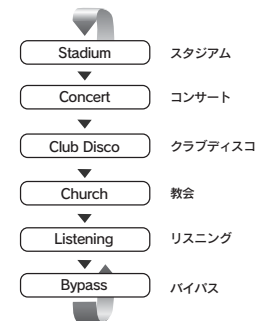 Stadium スタジアム
Concert コンサート
Club Disco クラブディスコ
Church 教会
Listening リスニング
Bypass バイパス